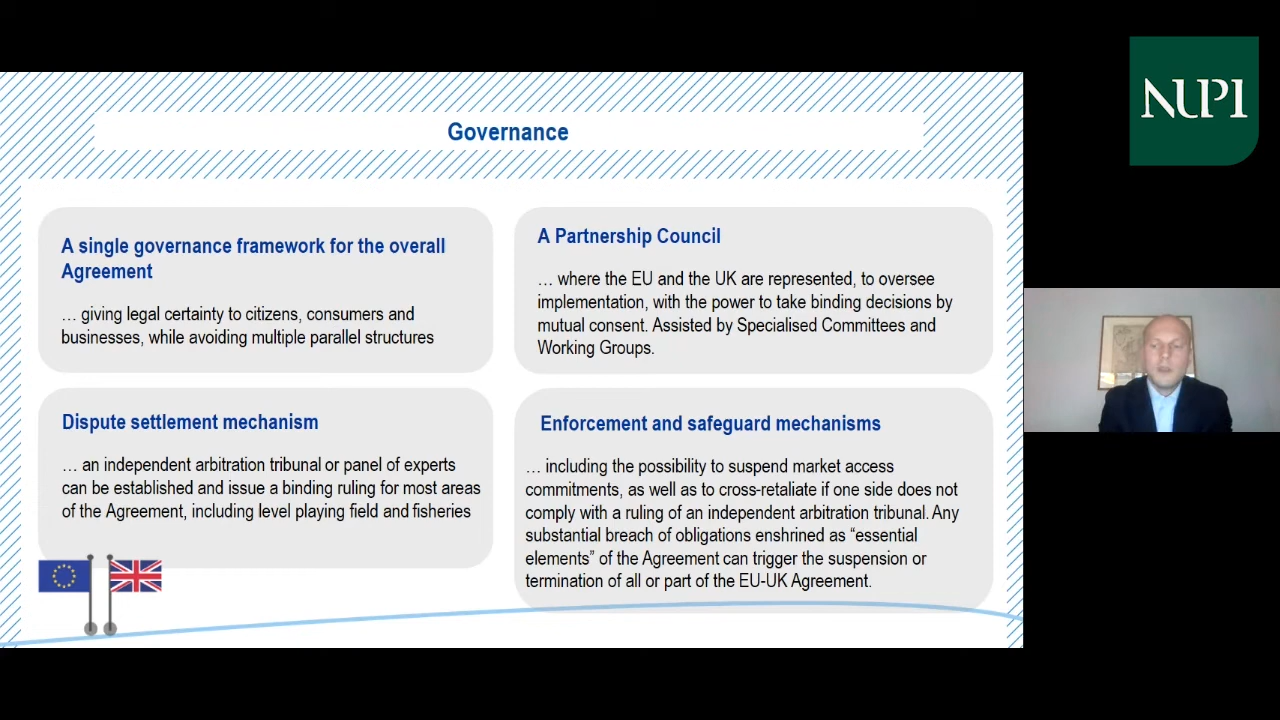 NUPI
Governance
A single governance framework for the overall
Agreement
… giving legal certainty to citizens, consumers and
businesses, while avoiding multiple parallel structures
A Partnership Council
… where the EU and the UK are represented, to oversee
implementation, with the power to take binding decisions by
mutual consent. Assisted by Specialised Committees and
Working Groups.
Dispute settlement mechanism
… an independent arbitration tribunal or panel of experts
can be established and issue a binding ruling for most areas
of the Agreement, including level playing field and fisheries
Enforcement and safeguard mechanisms
… including the possibility to suspend market access
commitments, as well as to cross-retaliate if one side does not
comply with a ruling of an independent arbitration tribunal. Any
substantial breach of obligations enshrined as “essential
elements” of the Agreement can trigger the suspension or
termination of all or part of the EU-UK Agreement.